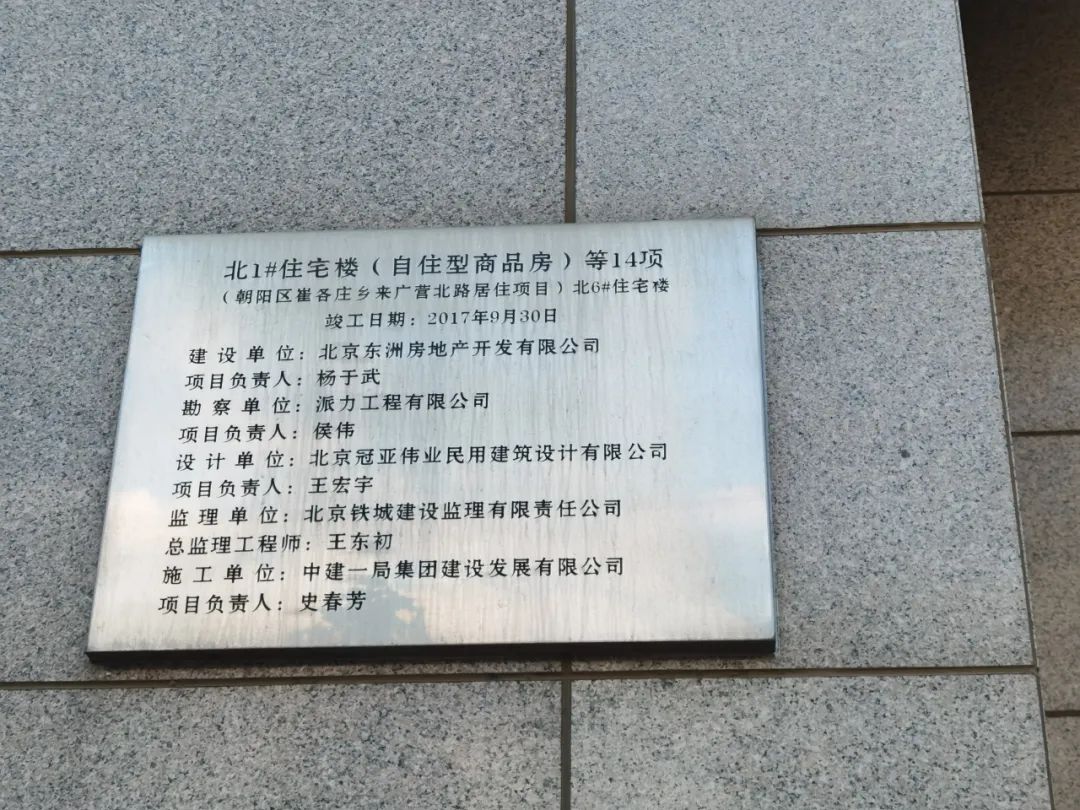 北1#住宅楼（自住型商品房）等14项
（朝阳区崔各庄乡来广营北路居住项目）北6#住宅楼
竣工日期：2017年9月30日
建设单位：北京东洲房地产开发有限公司
项目负责人：杨于武
勘察单位：派力工程有限公司
项目负责人：侯伟
设计单位：北京冠亚伟业民用建筑设计有限公司
项目负责人：王宏宇
监理单位：北京铁城建设监理有限责任公司
总监理工程师：王东初
施工单位：中建一局集团建设发展有限公司
项目负责人：史春芳